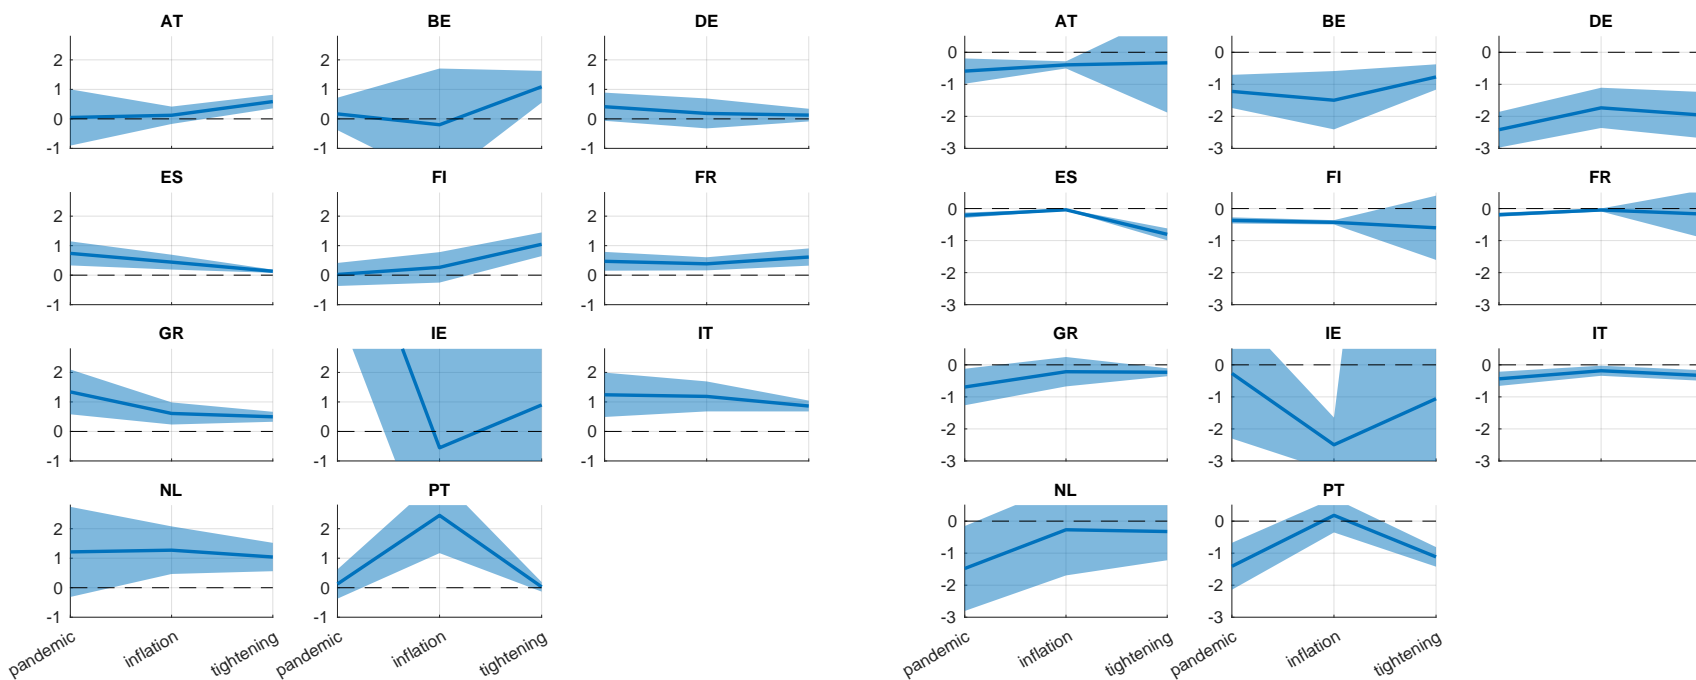 AT BE DE AT BE DE
2 2 2 0 0 0
1 1 1 -1 -1 -1
0 0 0 -2 -2 -2
-1 -1 -1 -3 -3 -3
ES FI FR ES FI FR
2 2 2 0 0 0
1 1 1 -1 -1 -1
0 0 0 -2 -2 -2
-1 -1 -1 -3 -3 -3
GR IE IT GR IE IT
2 2 2 0 0 0
1 1 1 -1 -1 -1
0 0 0 -2 -2 -2
-1 -1 -1 -3 -3 -3
NL PT NL PT
2 2 0 0
1 1 -1 -1
0 0 -2 -2
-1 -1 -3 -3
pandemic inflation tightening pandemic inflation tightening pandemic inflation tightening pandemic inflation tightening